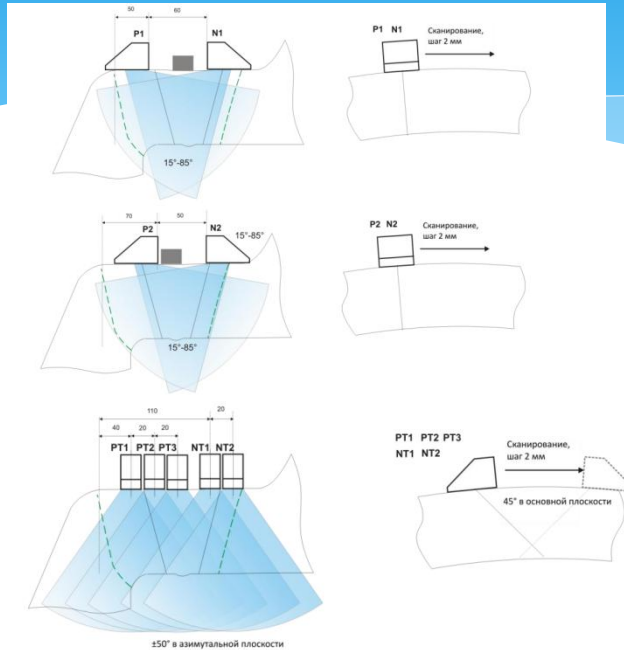 50 60
P1 N1
15°-85°
P1 N1
Сканирование,
шаг 2 мм
70 50
P2 N2 15°-85°
15°-85°
P2 N2
Сканирование,
шаг 2 мм
110 20
40 20 20
PT1 PT2 PT3 NT1 NT2
±50° в азимутальной плоскости
PT1 PT2 PT3
NT1 NT2
Сканирование,
шаг 2 мм
45° в основной плоскости